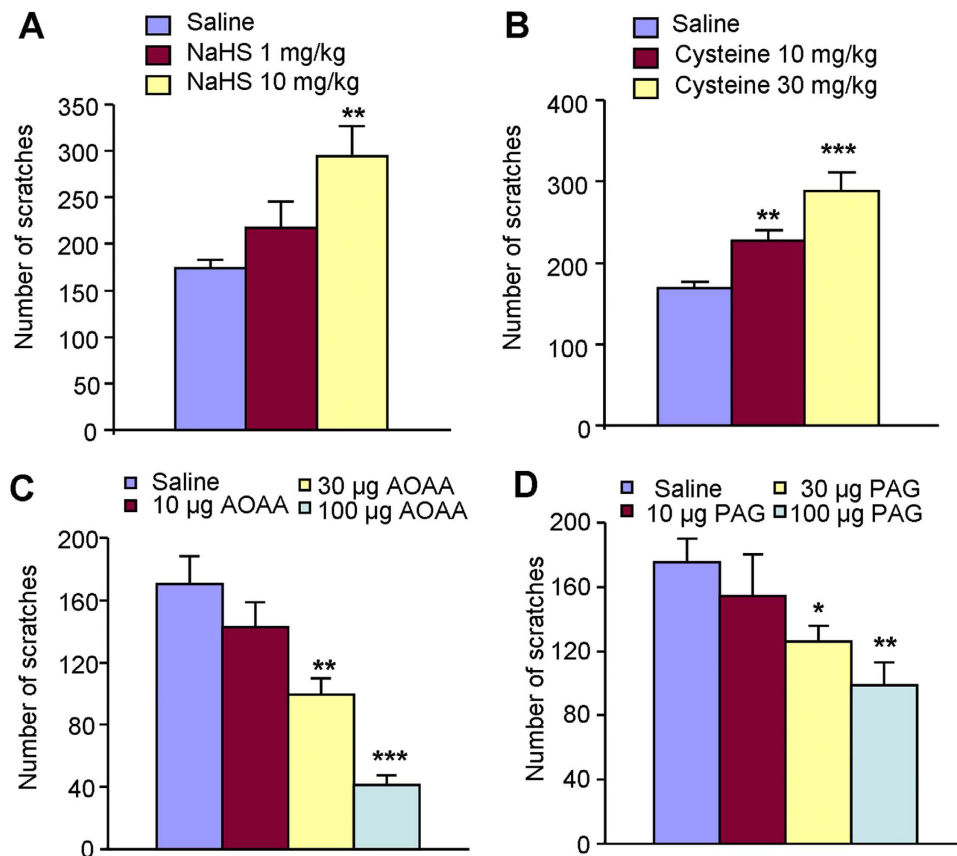 A
Saline
NaHS 1 mg/kg
NaHS 10 mg/kg
Number of scratches
350
300
250
200
150
100
50
0
**
B
Saline
Cysteine 10 mg/kg
Cysteine 30 mg/kg
Number of scratches
400
300
200
100
0
**
***
C
Saline
10 µg AOAA
30 µg AOAA
100 µg AOAA
Number of scratches
200
160
120
80
40
0
**
***
D
Saline
10 µg PAG
30 µg PAG
100 µg PAG
Number of scratches
200
160
120
80
40
0
*
**